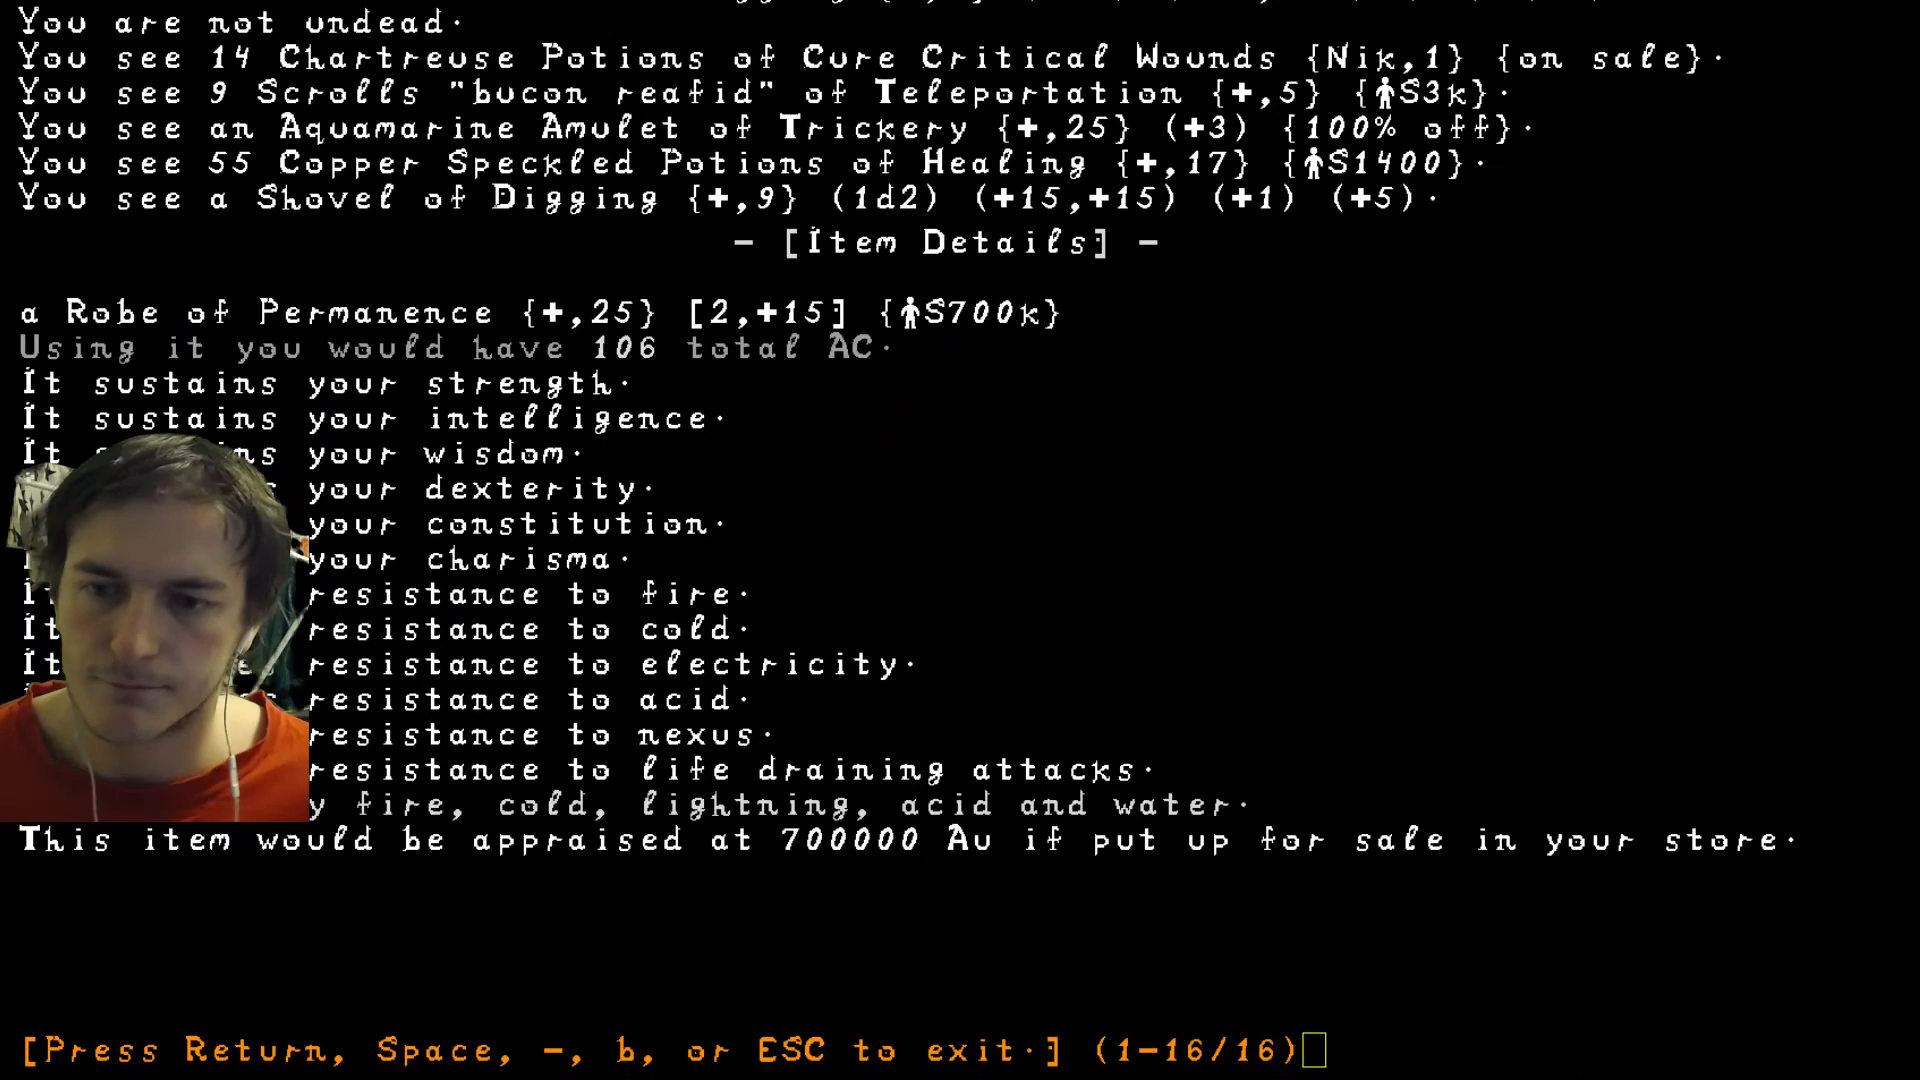 You are not undead.
You see 14 Chartreuse Potions of Cure Critical Wounds {Nik,1} {on sale}.
You see 9 Scrolls "bucon reafid" of Teleportation {+,5} {S3k}.
You see an Aquamarine Amulet of Trickery {+,25} (+3) {100% off}.
You see 55 Copper Speckled Potions of Healing {+,17} {S1400}.
You see a Shovel of Digging {+,9} (1d2) (+15,+15) (+1) (+5).
- [Item Details] -
a Robe of Permanence {+,25} [2,+15] {S700k}
Using it you would have 106 total AC.
It sustains your strength.
It sustains your intelligence.
It your wisdom.
your dexterity.
your constitution.
your charisma.
resistance to fire.
It resistance to cold.
It resistance to electricity.
resistance to acid.
resistance to nexus.
resistance to life draining attacks.
y fire, cold, lightning, acid and water.
This item would be appraised at 700000 Au if put up for sale in your store.
[Press Return, Space, -, b, or ESC to exit.] (1-16/16)